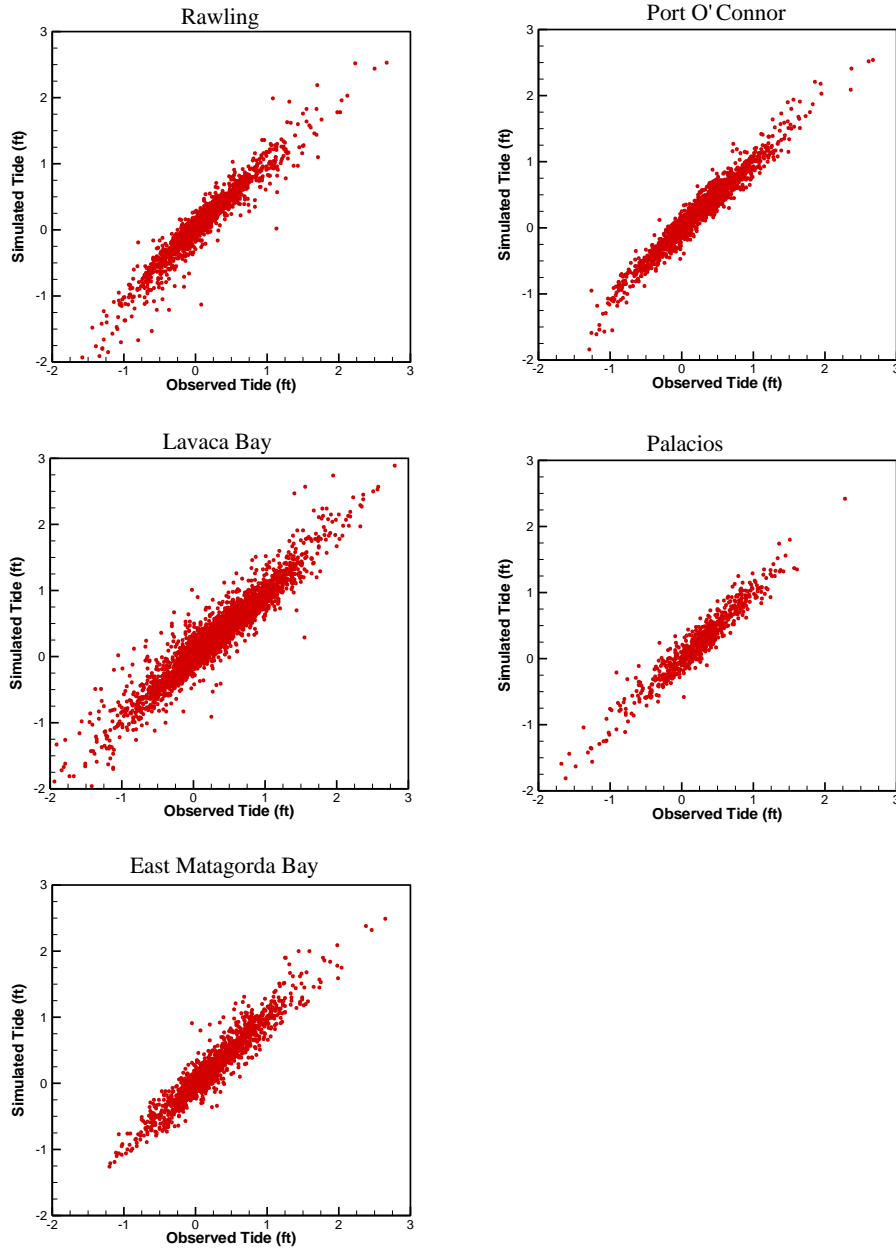 Rawling
3
2
1
0
-1
-2
Simulated Tide (ft)
-2 -1 0 1 2 3
Observed Tide (ft)
Port O' Connor
3
2
1
0
-1
-2
Simulated Tide (ft)
-2 -1 0 1 2 3
Observed Tide (ft)
Lavaca Bay
3
2
1
0
-1
-2
Simulated Tide (ft)
-2 -1 0 1 2 3
Observed Tide (ft)
Palacios
3
2
1
0
-1
-2
Simulated Tide (ft)
-2 -1 0 1 2 3
Observed Tide (ft)
East Matagorda Bay
3
2
1
0
-1
-2
Simulated Tide (ft)
-2 -1 0 1 2 3
Observed Tide (ft)